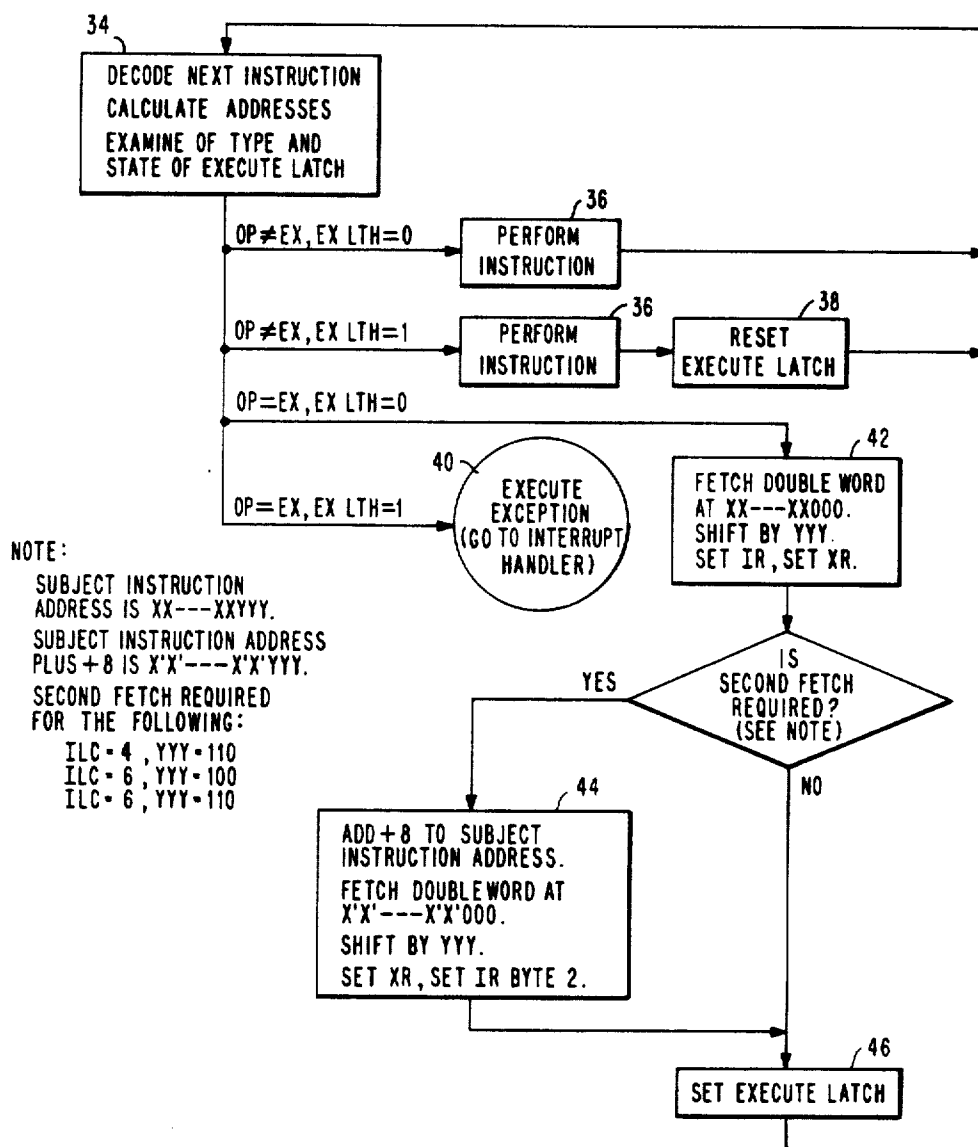 34
DECODE NEXT INSTRUCTION
CALCULATE ADDRESSES
EXAMINE OF TYPE AND
STATE OF EXECUTE LATCH
OP≠EX, EX LTH=0
36
PERFORM
INSTRUCTION
OP≠EX, EX LTH=1
36
PERFORM
INSTRUCTION
38
RESET
EXECUTE LATCH
OP=EX, EX LTH=0
OP=EX, EX LTH=1
40
EXECUTE
EXCEPTION
(GO TO INTERRUPT
HANDLER)
42
FETCH DOUBLE WORD
AT XX---XX000.
SHIFT BY YYY.
SET IR, SET XR.
NOTE:
SUBJECT INSTRUCTION
ADDRESS IS XX---XXYYY.
SUBJECT INSTRUCTION ADDRESS
PLUS +8 IS X'X'---X'X'YYY.
SECOND FETCH REQUIRED
FOR THE FOLLOWING:
ILC=4, YYY=110
ILC=6, YYY=100
ILC=6, YYY=110
IS
SECOND FETCH
REQUIRED?
(SEE NOTE)
YES
NO
44
ADD +8 TO SUBJECT
INSTRUCTION ADDRESS.
FETCH DOUBLEWORD AT
X'X'---X'X'000.
SHIFT BY YYY.
SET XR, SET IR BYTE 2.
46
SET EXECUTE LATCH